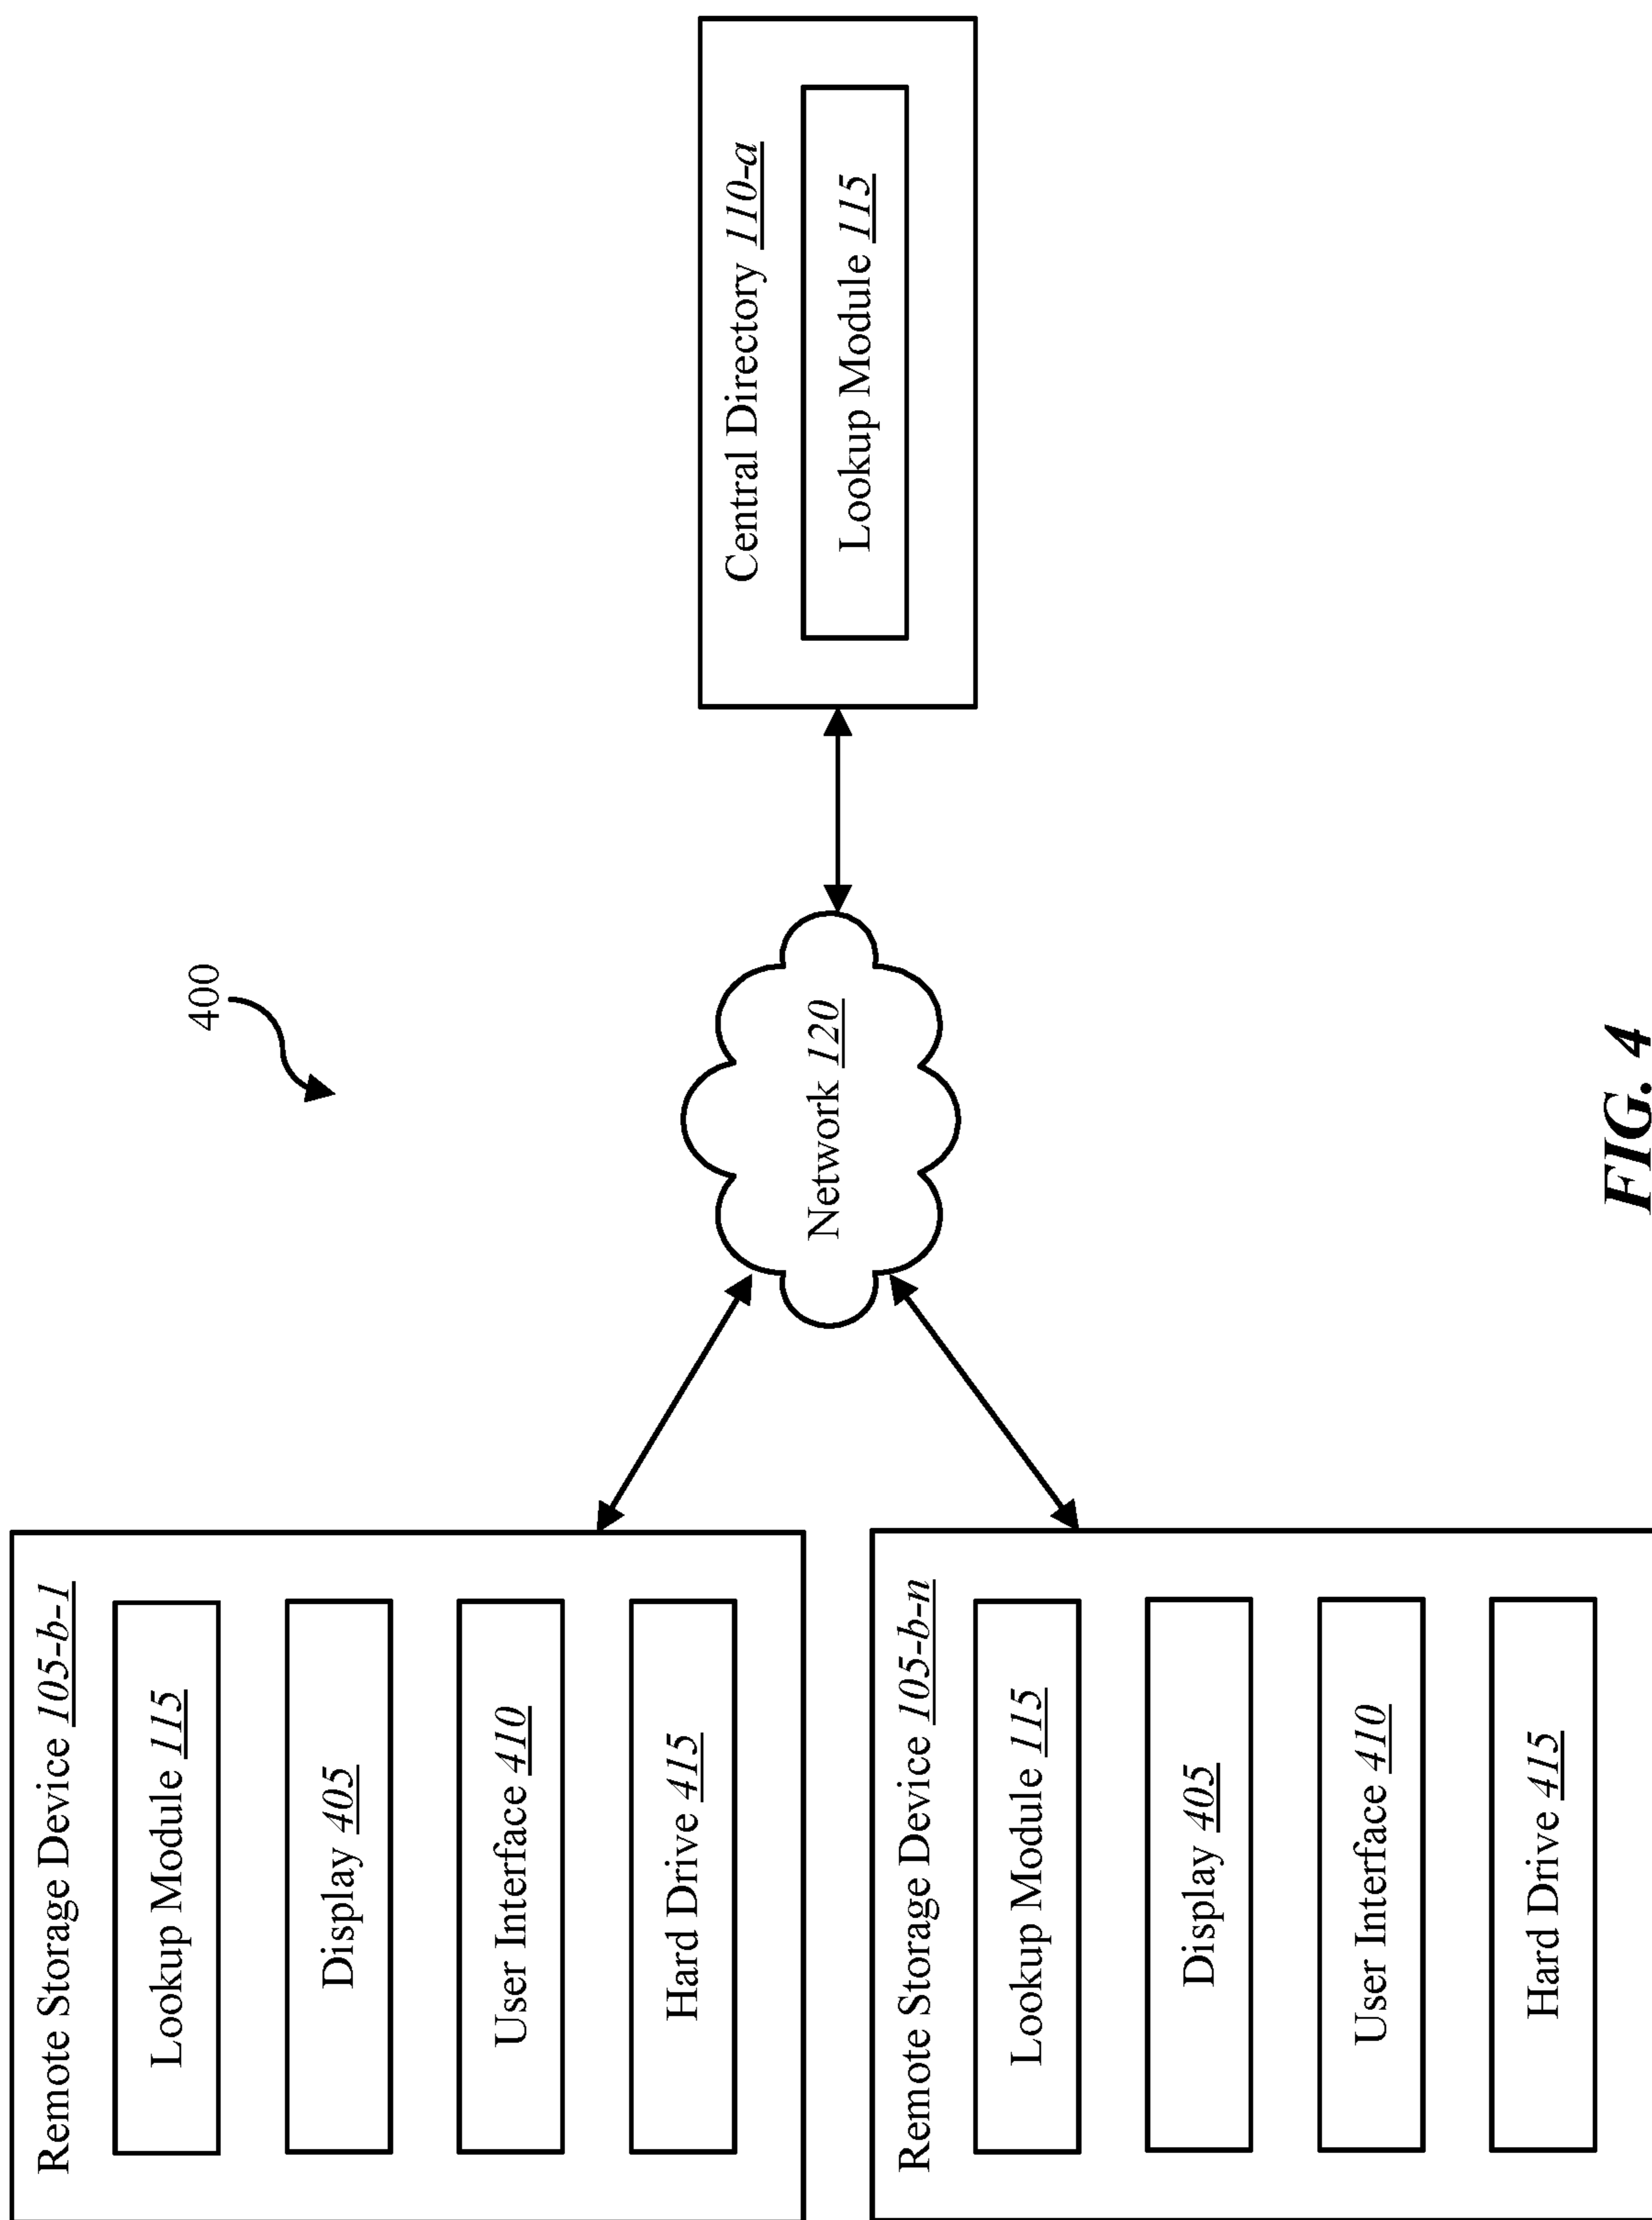 400
Remote Storage Device 105-b-1
Lookup Module 115
Display 405
User Interface 410
Hard Drive 415
Remote Storage Device 105-b-n
Lookup Module 115
Display 405
User Interface 410
Hard Drive 415
Network 120
Central Directory 110-a
Lookup Module 115
FIG. 4